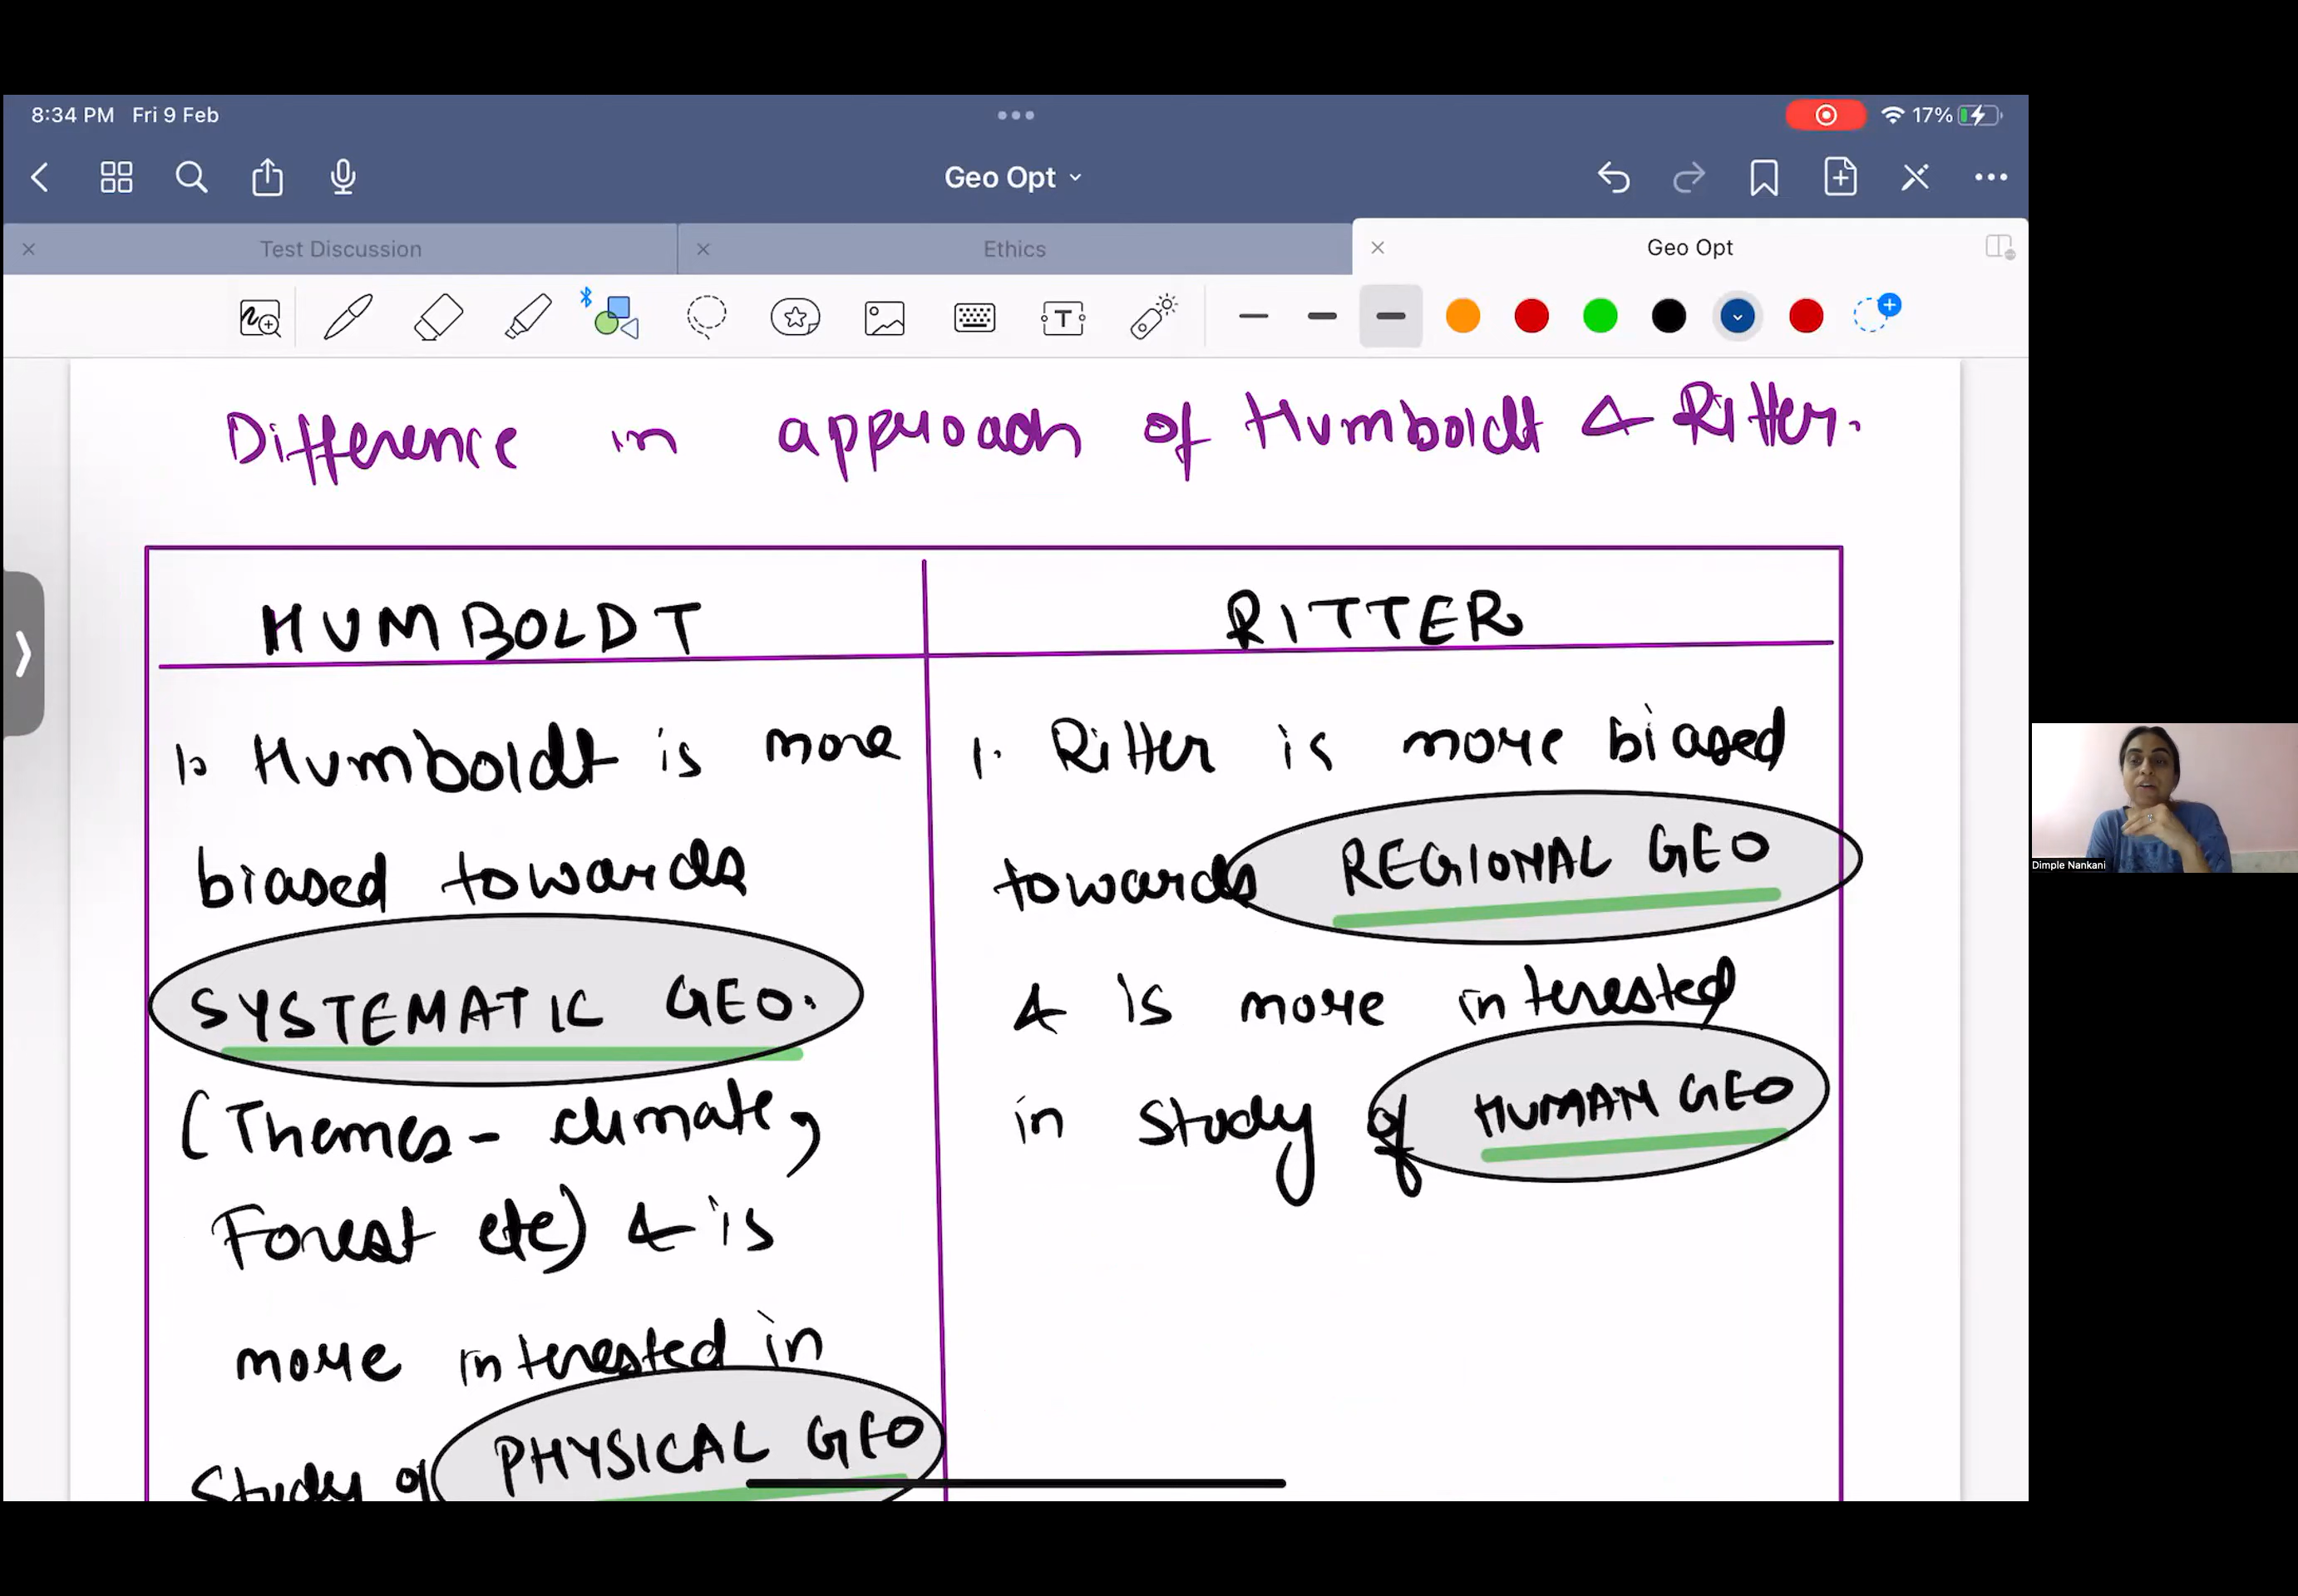 8:34 PM Fri 9 Feb
17%
Geo Opt
Test Discussion
Ethics
Geo Opt
Difference in approach of Humboldt & Ritter.
HUMBOLDT
RITTER
1. Humboldt is more
biased towards
SYSTEMATIC GEO.
(Themes - climate,
Forest etc) & is
more interested in
Study of PHYSICAL GEO
1. Ritter is more biased
towards REGIONAL GEO
& is more interested
in study of HUMAN GEO
Dimple Nankani